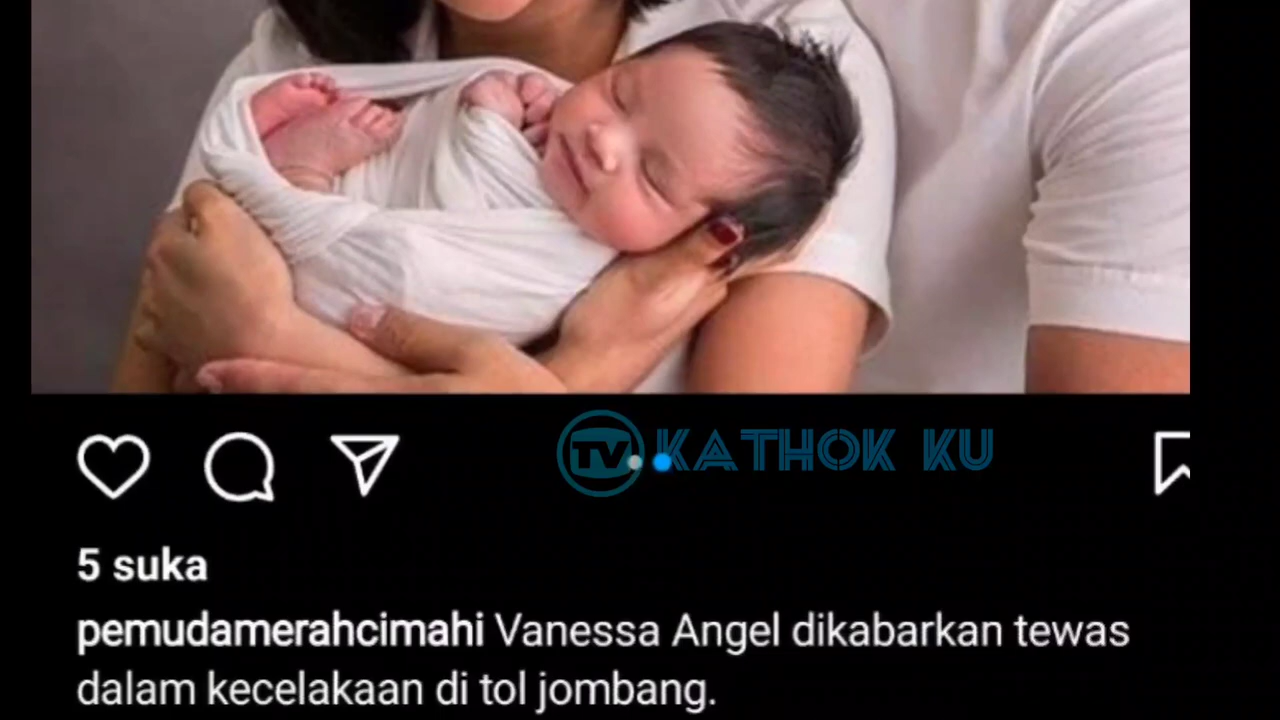 TV KATHOK KU
5 suka
pemudamerahcimahi Vanessa Angel dikabarkan tewas
dalam kecelakaan di tol jombang.